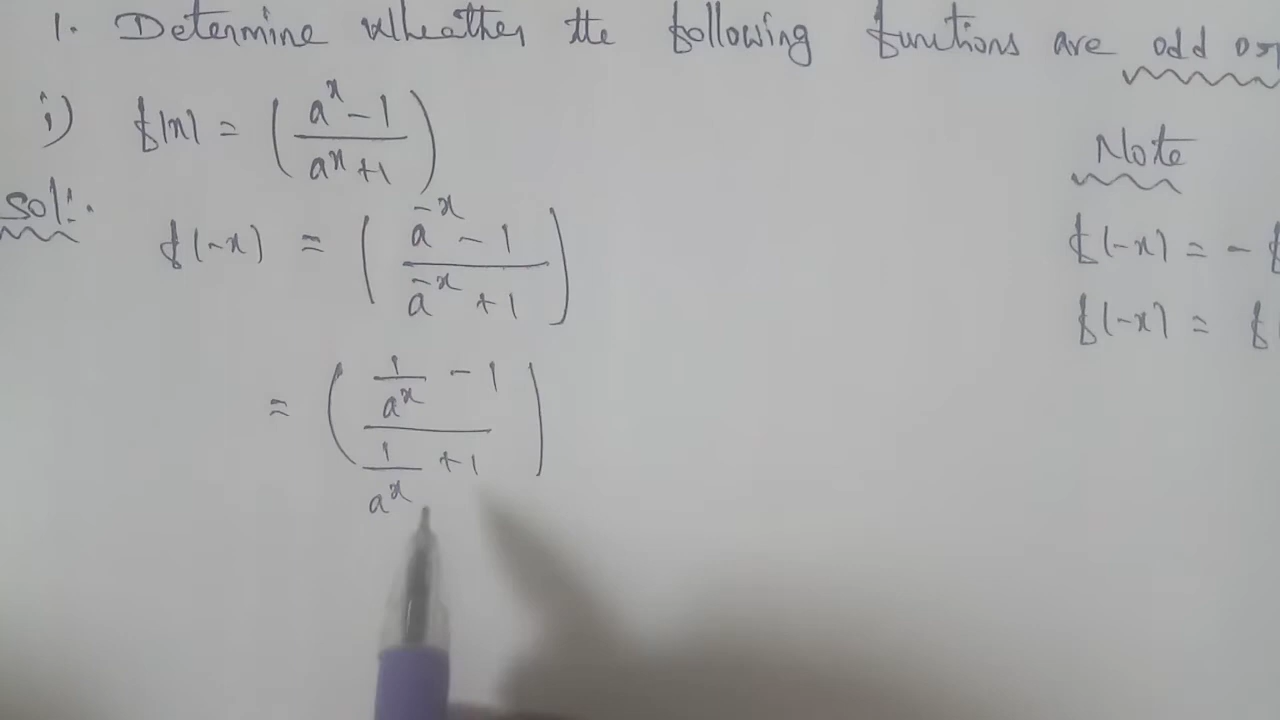 1. Determine wheather the following functions are odd or
i) f(x) = ( a^x - 1 / a^x + 1 )
Sol:.
f(-x) = ( a^-x - 1 / a^-x + 1 )
= ( 1/a^x - 1 / 1/a^x + 1 )
Note
f(-x) = - f
f(-x) = f